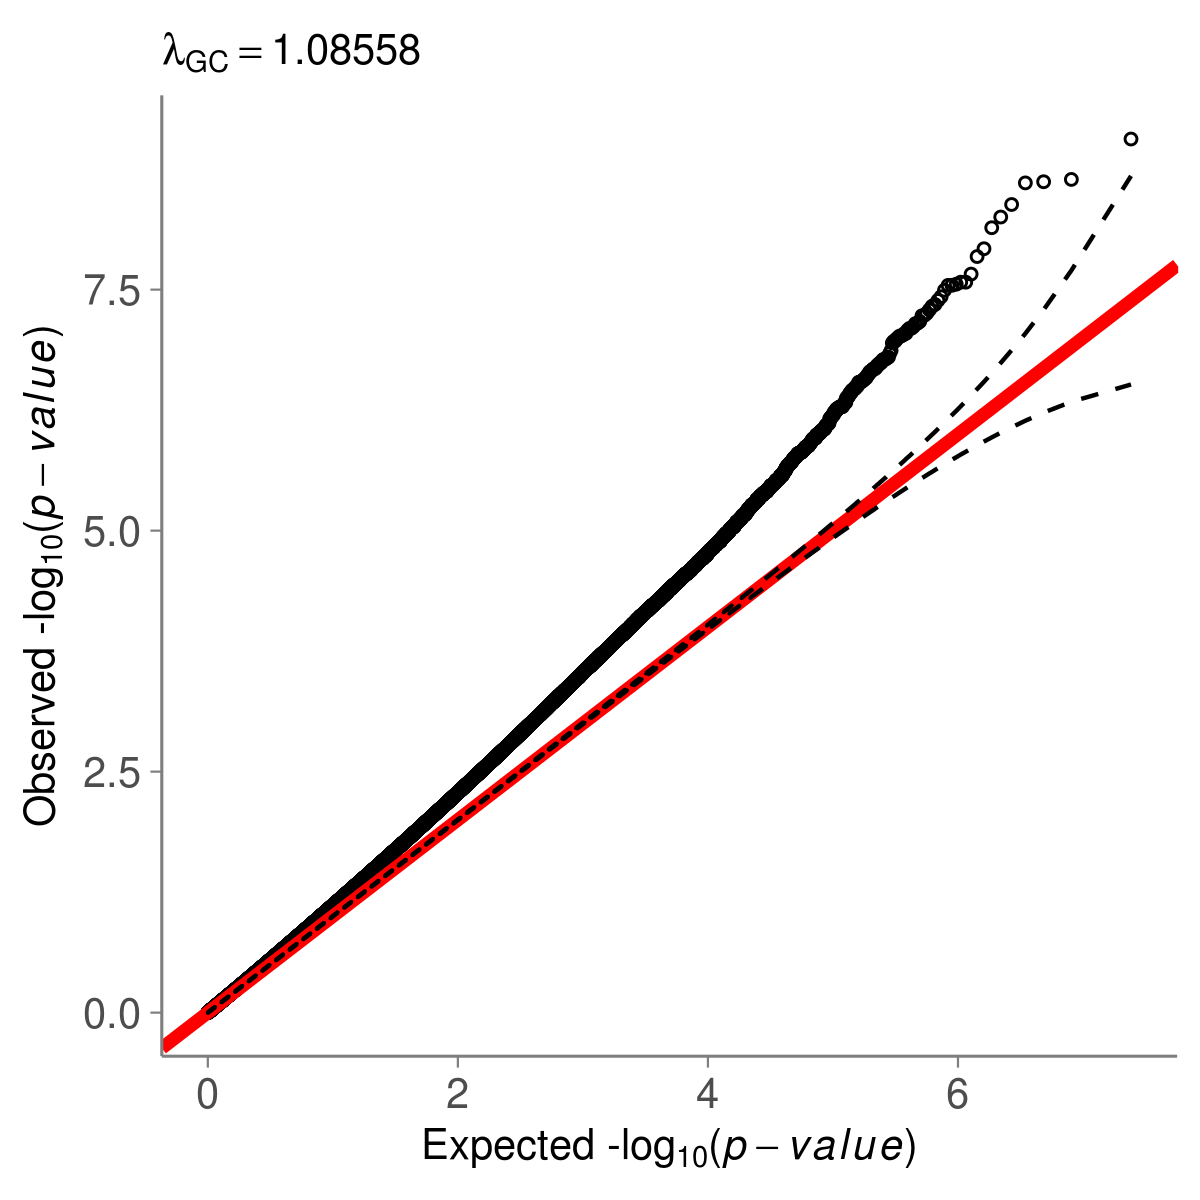 λGC = 1.08558
Observed -log10(p − value)
7.5
5.0
2.5
0.0
0 2 4 6
Expected -log10(p − value)